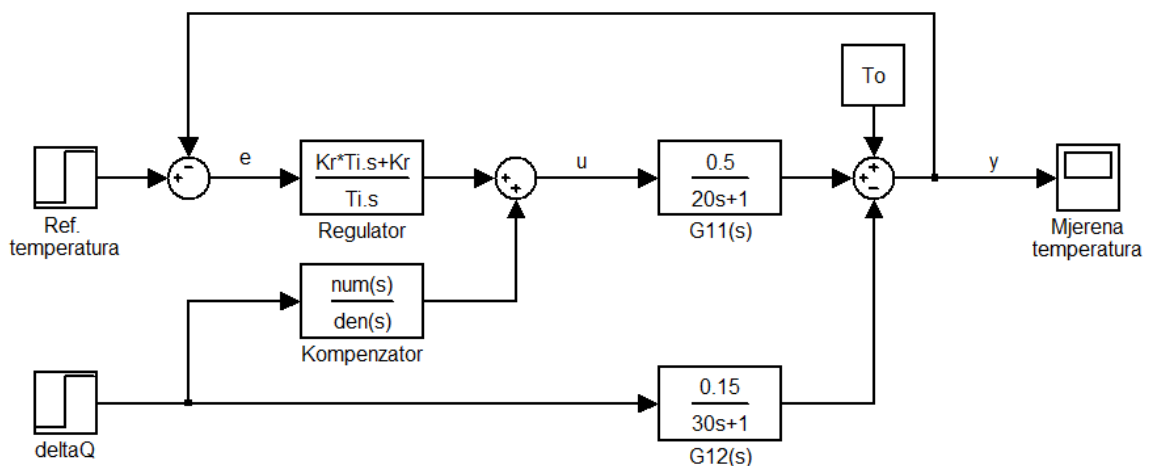 To
e
Kr*Ti.s+Kr
Ti.s
u
0.5
20s+1
y
Ref.
temperatura
Regulator
G11(s)
Mjerena
temperatura
num(s)
den(s)
Kompenzator
0.15
30s+1
deltaQ
G12(s)